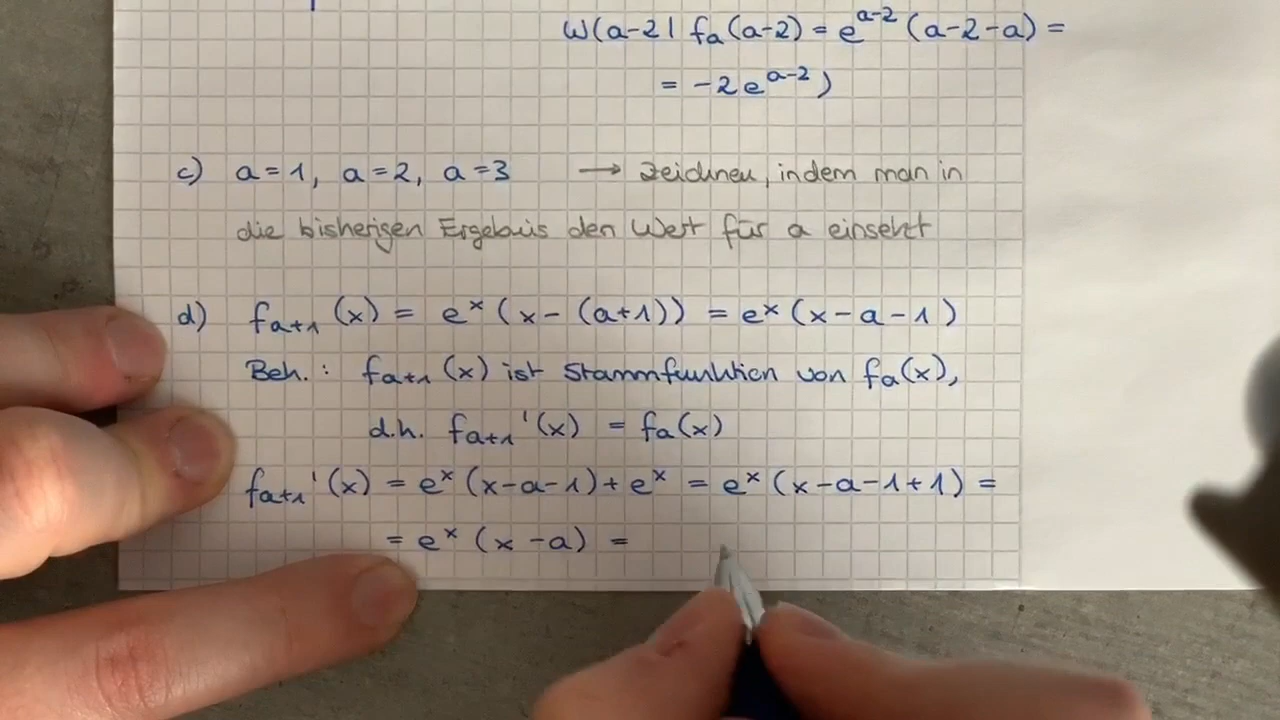 W(a-2| fa(a-2) = e^(a-2) (a-2-a) =
= -2e^(a-2))
c) a=1, a=2, a=3 → zeichnen, indem man in
die bisherigen Ergebnis den Wert für a einsetzt
d) fa+1 (x) = e^x (x- (a+1)) = e^x (x-a-1)
Beh.: fa+1 (x) ist Stammfunktion von fa(x),
d.h. fa+1'(x) = fa(x)
fa+1'(x) = e^x (x-a-1) + e^x = e^x (x-a-1+1) =
= e^x (x-a) =